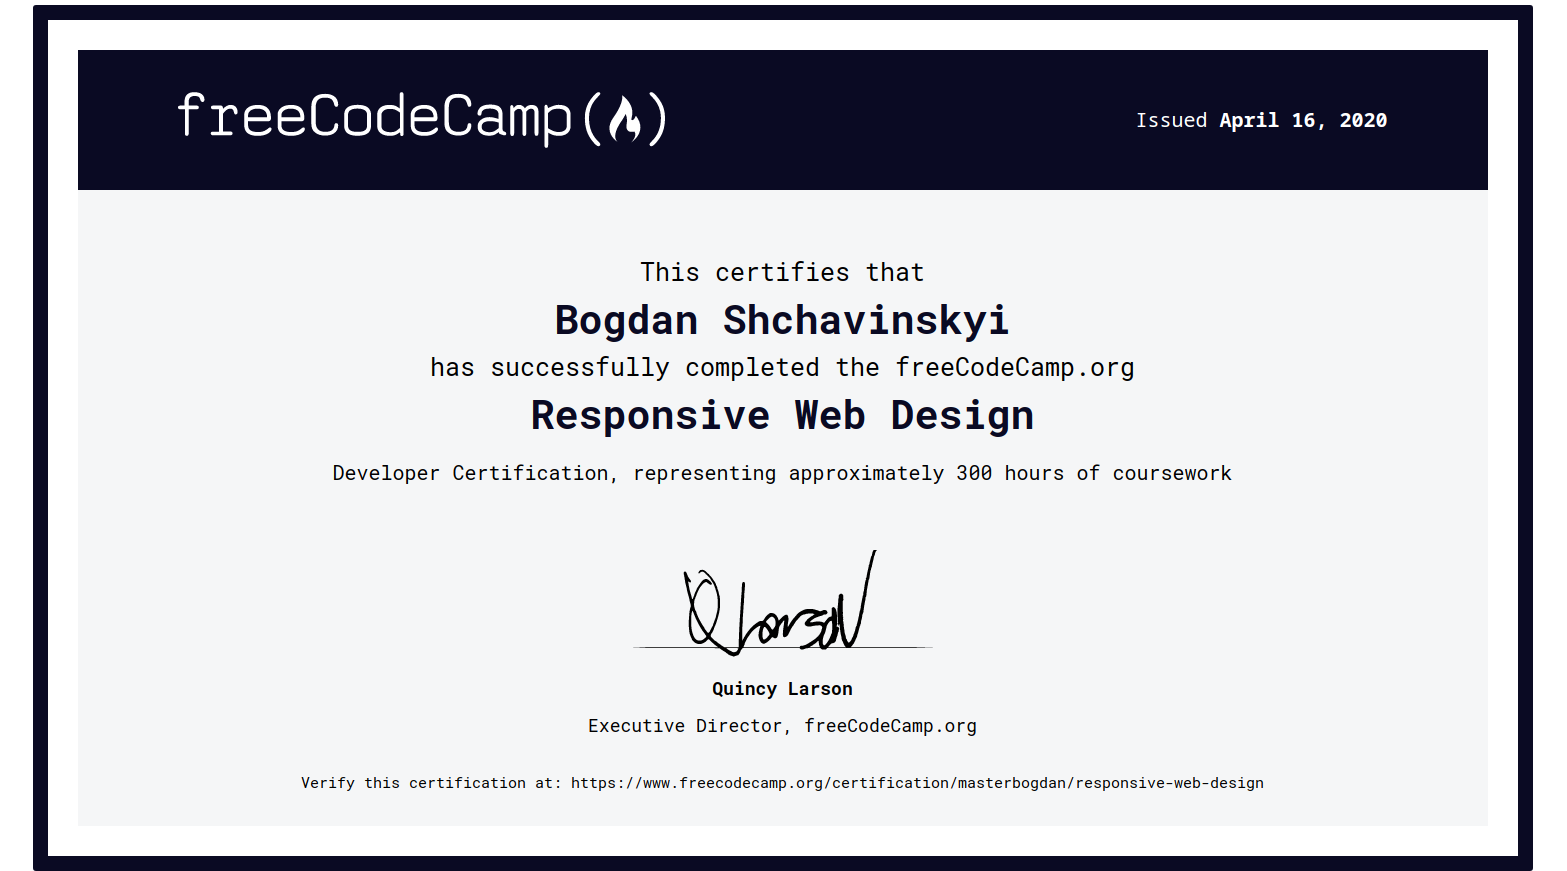 freeCodeCamp(🔥)
Issued April 16, 2020
This certifies that
Bogdan Shchavinskyi
has successfully completed the freeCodeCamp.org
Responsive Web Design
Developer Certification, representing approximately 300 hours of coursework
Q Larson
Quincy Larson
Executive Director, freeCodeCamp.org
Verify this certification at: https://www.freecodecamp.org/certification/masterbogdan/responsive-web-design